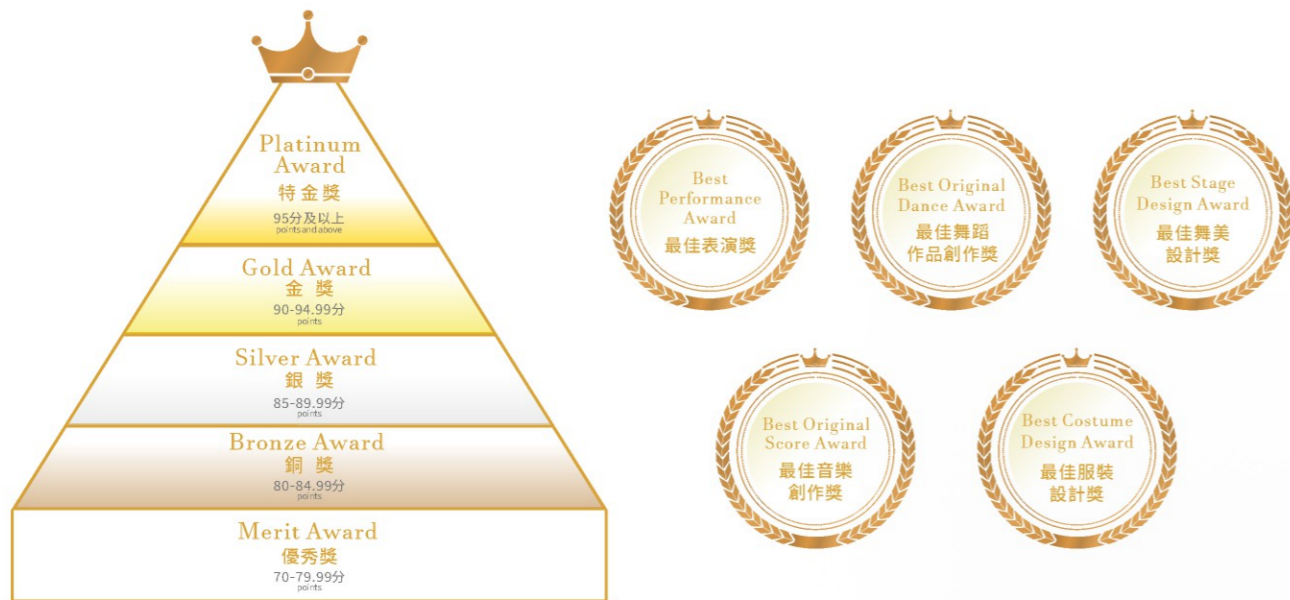 Platinum
Award
特金獎
95分及以上
points and above
Gold Award
金獎
90-94.99分
points
Silver Award
銀獎
85-89.99分
points
Bronze Award
銅獎
80-84.99分
points
Merit Award
優秀獎
70-79.99分
points
Best
Performance
Award
最佳表演獎
Best Original
Dance Award
最佳舞蹈
作品創作獎
Best Stage
Design Award
最佳舞美
設計獎
Best Original
Score Award
最佳音樂
創作獎
Best Costume
Design Award
最佳服裝
設計獎